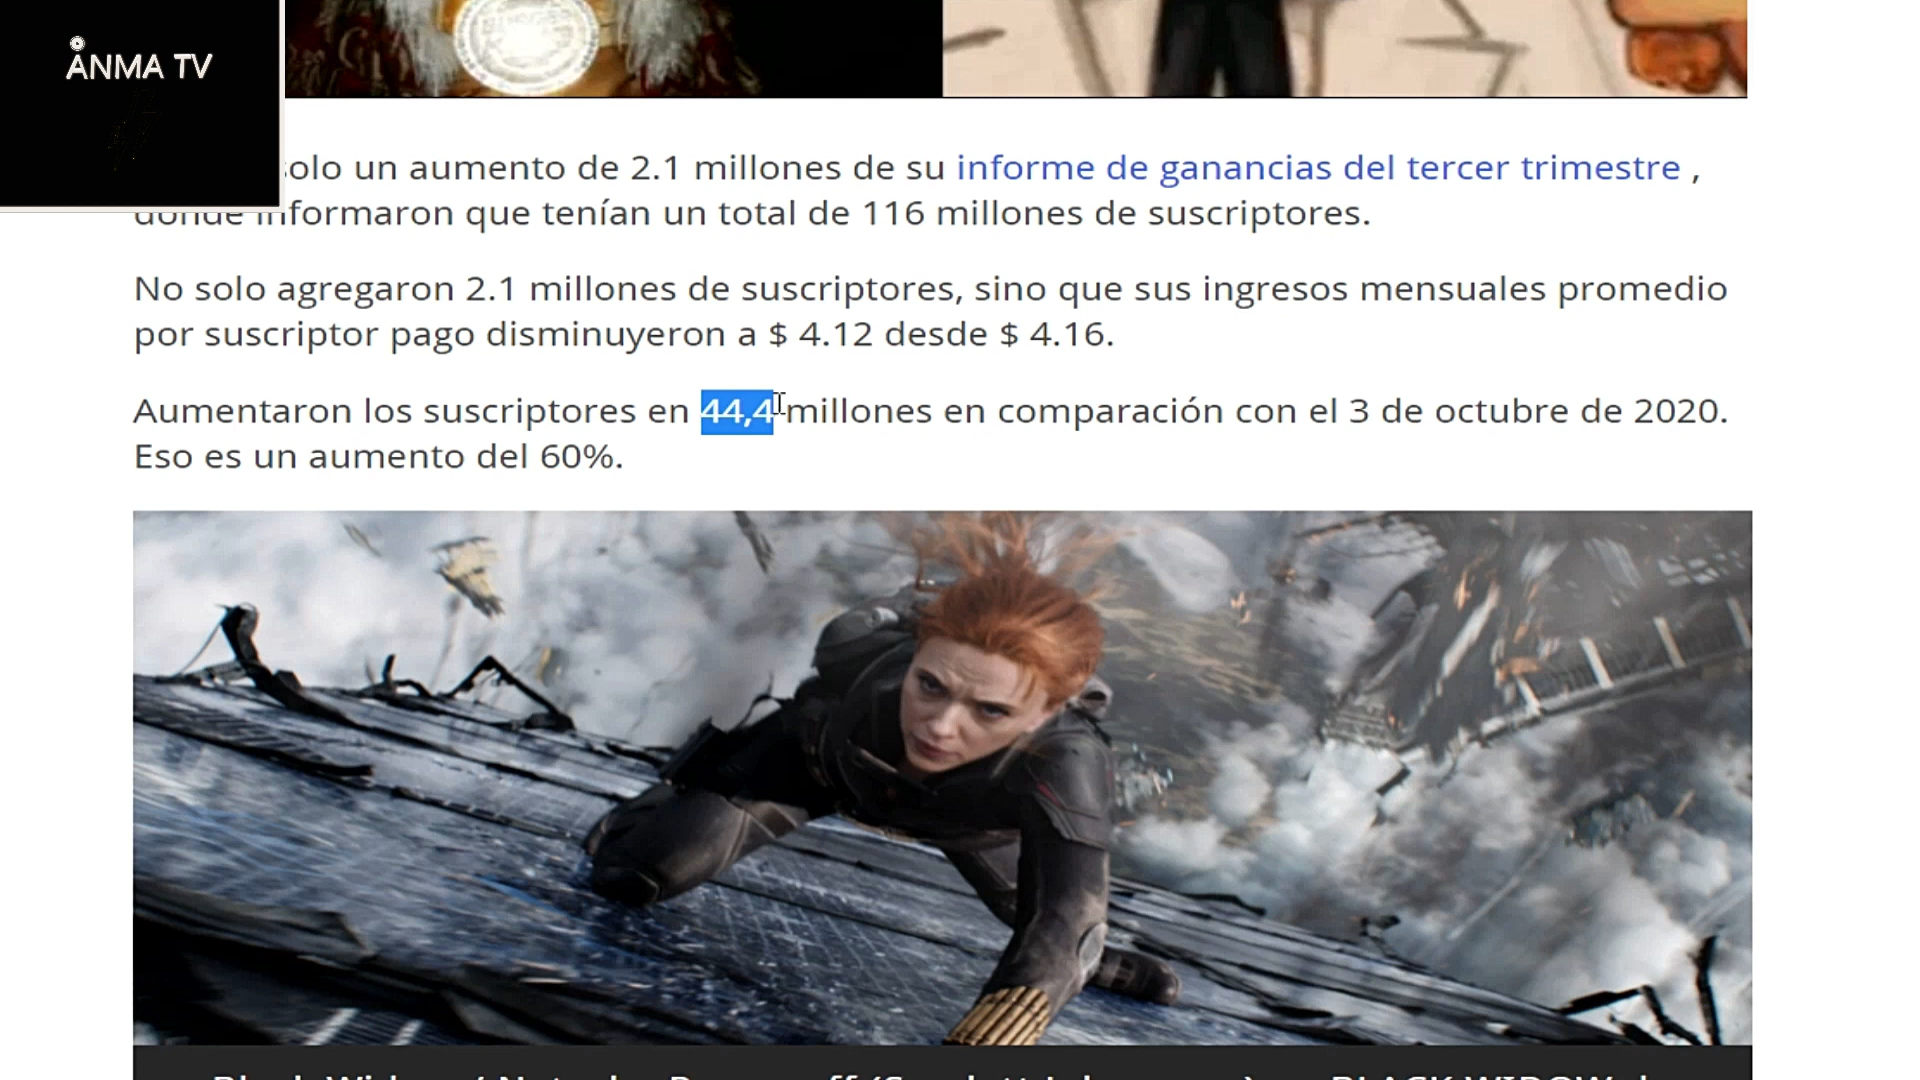 ANMA TV
solo un aumento de 2.1 millones de su informe de ganancias del tercer trimestre ,
donde informaron que tenían un total de 116 millones de suscriptores.
No solo agregaron 2.1 millones de suscriptores, sino que sus ingresos mensuales promedio
por suscriptor pago disminuyeron a $ 4.12 desde $ 4.16.
Aumentaron los suscriptores en 44,4 millones en comparación con el 3 de octubre de 2020.
Eso es un aumento del 60%.